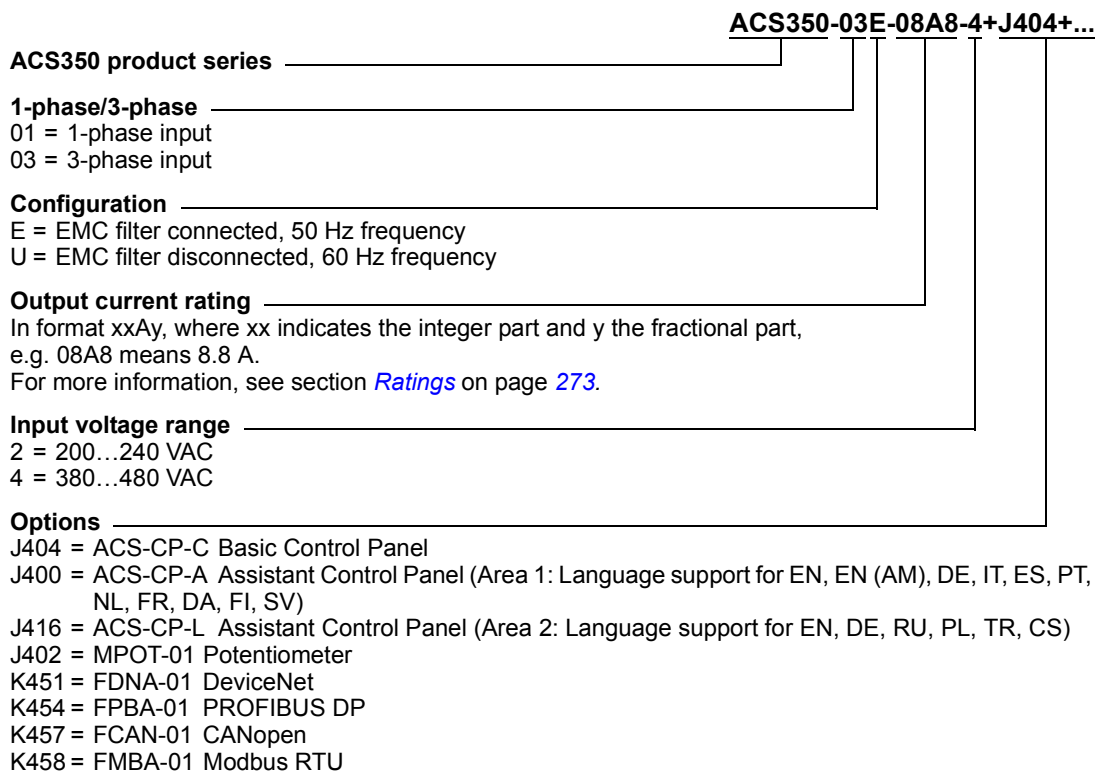 ACS350-03E-08A8-4+J404+...
ACS350 product series
1-phase/3-phase
01 = 1-phase input
03 = 3-phase input
Configuration
E = EMC filter connected, 50 Hz frequency
U = EMC filter disconnected, 60 Hz frequency
Output current rating
In format xxAy, where xx indicates the integer part and y the fractional part,
e.g. 08A8 means 8.8 A.
For more information, see section Ratings on page 273.
Input voltage range
2 = 200…240 VAC
4 = 380…480 VAC
Options
J404 = ACS-CP-C Basic Control Panel
J400 = ACS-CP-A Assistant Control Panel (Area 1: Language support for EN, EN (AM), DE, IT, ES, PT,
NL, FR, DA, FI, SV)
J416 = ACS-CP-L Assistant Control Panel (Area 2: Language support for EN, DE, RU, PL, TR, CS)
J402 = MPOT-01 Potentiometer
K451 = FDNA-01 DeviceNet
K454 = FPBA-01 PROFIBUS DP
K457 = FCAN-01 CANopen
K458 = FMBA-01 Modbus RTU